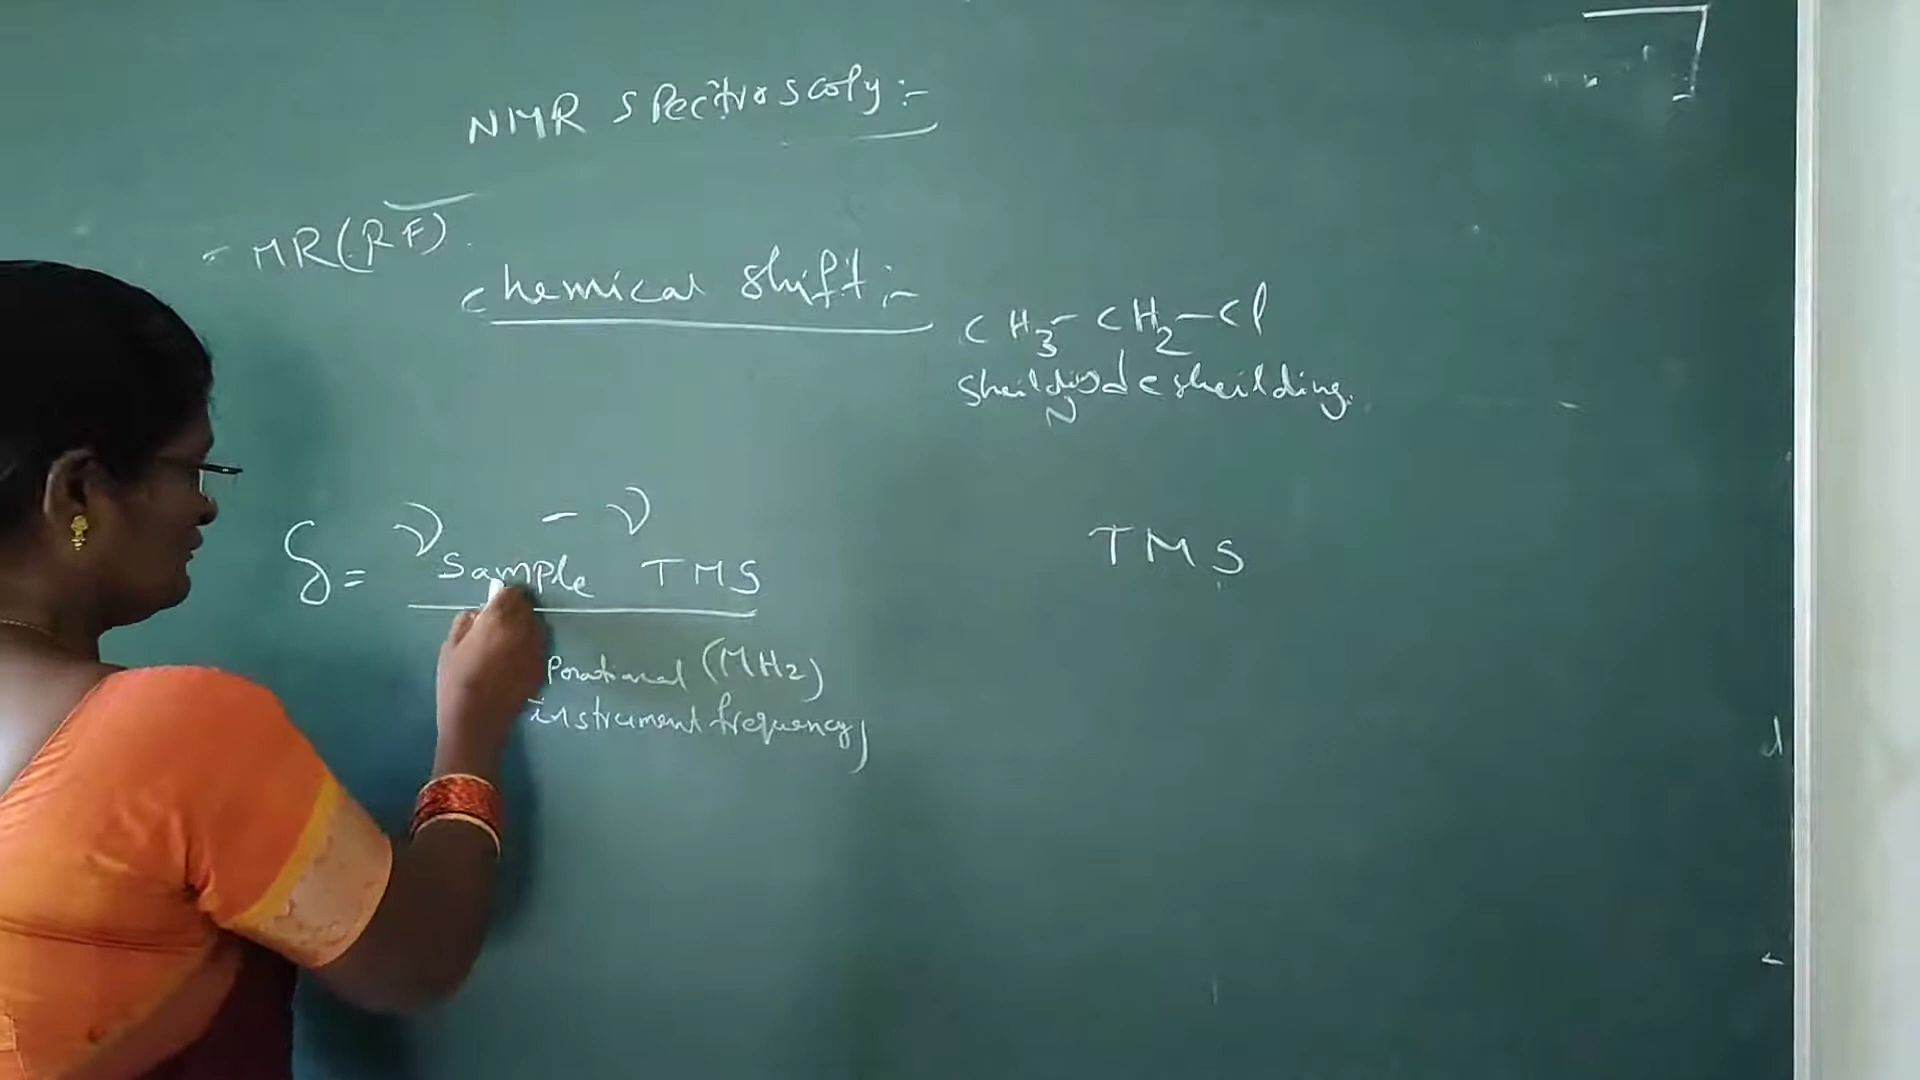 NMR spectroscopy :-
- MR (RF).
chemical shift :-
CH3 - CH2 - Cl
sheilding desheilding.
N
δ = ν sample - ν TMS
TMS
(MHz)
instrument frequency